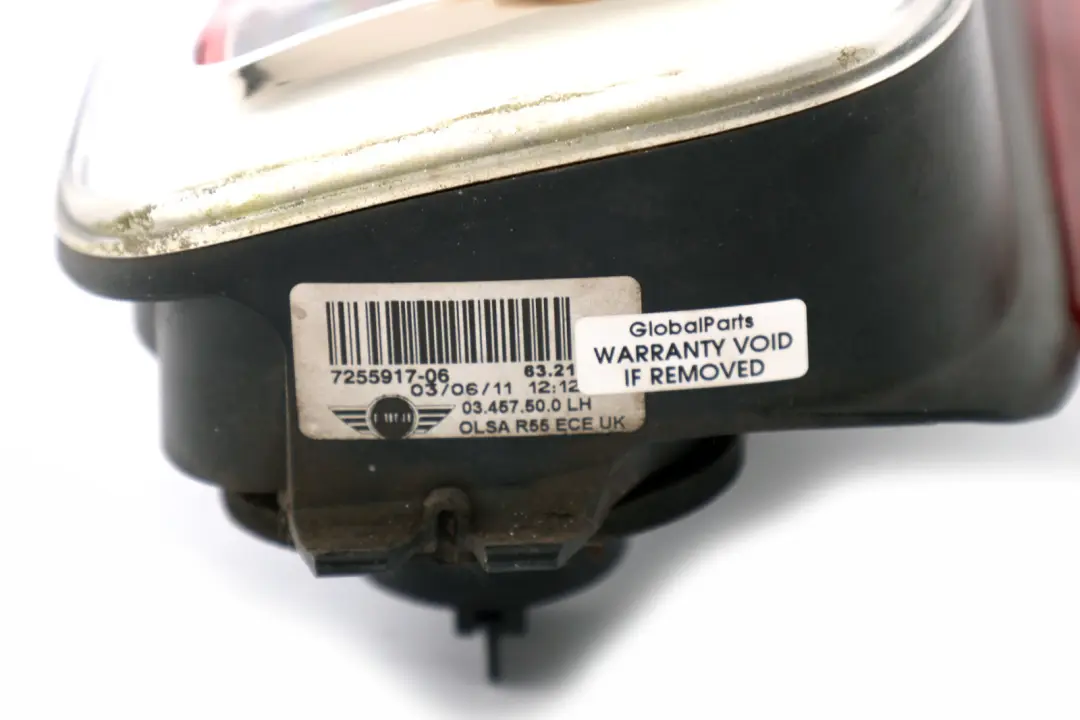 7255917-06 63.21
03/06/11 12:12
03.457.50.0 LH
OLSA R55 ECE UK
GlobalParts
WARRANTY VOID
IF REMOVED